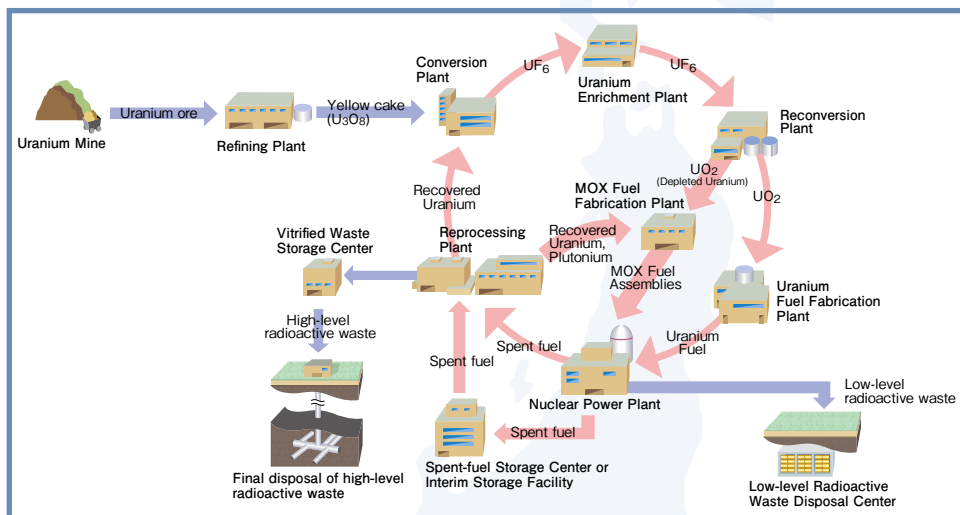 Uranium Mine
Uranium ore
Refining Plant
Yellow cake
(U3O8)
Conversion
Plant
UF6
Uranium
Enrichment Plant
UF6
Reconversion
Plant
UO2
(Depleted Uranium)
UO2
MOX Fuel
Fabrication Plant
Recovered
Uranium
Recovered
Uranium,
Plutonium
Reprocessing
Plant
Vitrified Waste
Storage Center
MOX Fuel
Assemblies
Uranium
Fuel Fabrication
Plant
Uranium
Fuel
High-level
radioactive waste
Spent fuel
Spent fuel
Nuclear Power Plant
Low-level
radioactive waste
Spent fuel
Final disposal of high-level
radioactive waste
Spent-fuel Storage Center or
Interim Storage Facility
Low-level Radioactive
Waste Disposal Center